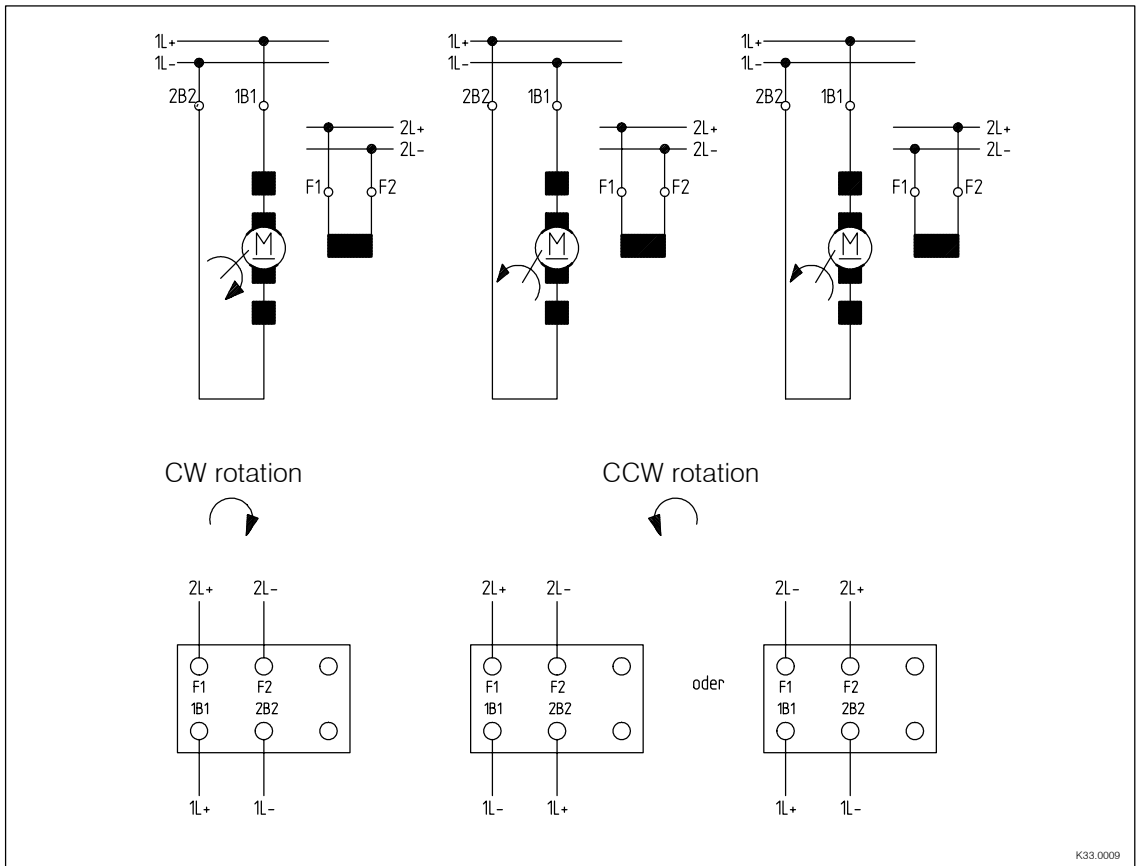 1L+ 1L+ 1L+
1L- 1L- 1L-
2B2 1B1 2B2 1B1 2B2 1B1
2L+ 2L+ 2L+
2L- 2L- 2L-
F1 F2 F1 F2 F1 F2
M M M
CW rotation CCW rotation
2L+ 2L- 2L+ 2L- 2L- 2L+
F1 F2 F1 F2 oder F1 F2
1B1 2B2 1B1 2B2 1B1 2B2
1L+ 1L- 1L- 1L+ 1L+ 1L-
K33.0009